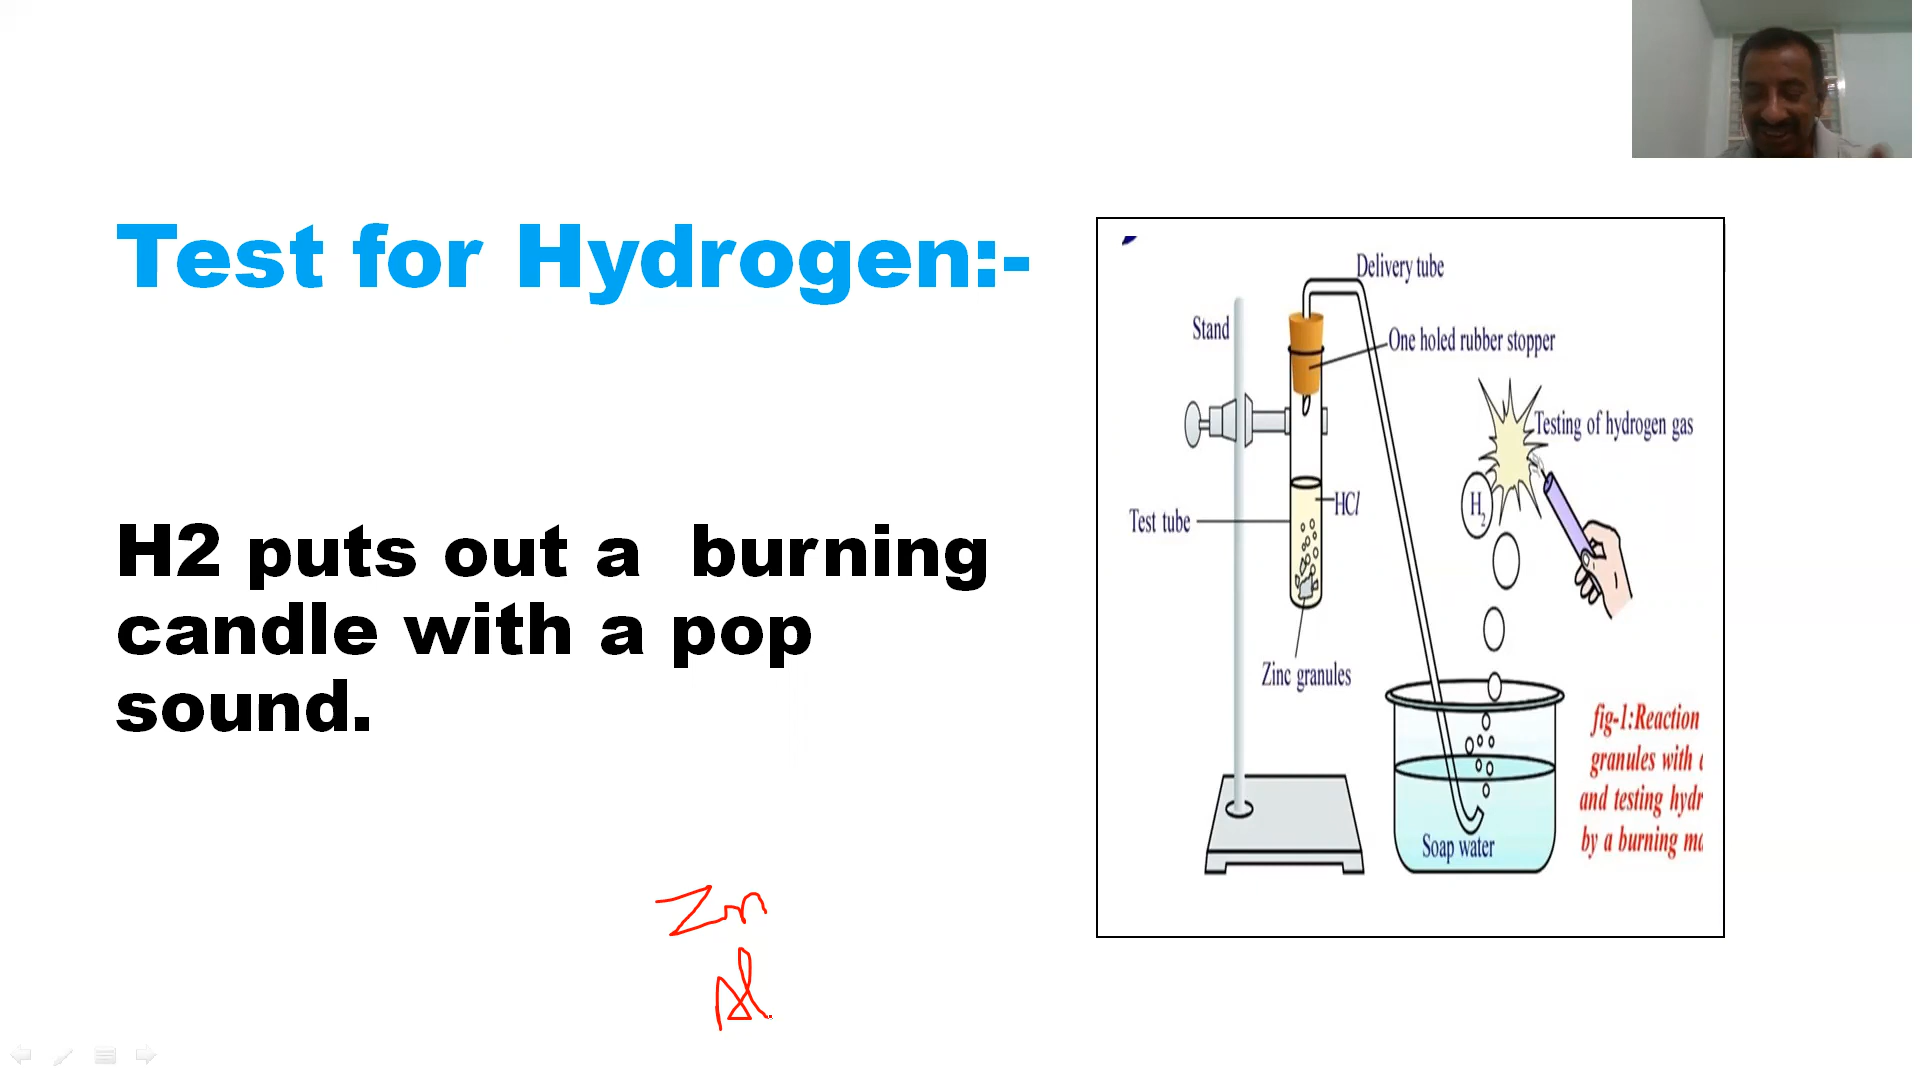 Test for Hydrogen:-
H2 puts out a burning
candle with a pop
sound.
Zn
Al
Delivery tube
Stand
One holed rubber stopper
Testing of hydrogen gas
H2
HCl
Test tube
Zinc granules
fig-1:Reaction
granules with
and testing hydr
by a burning ma
Soap water